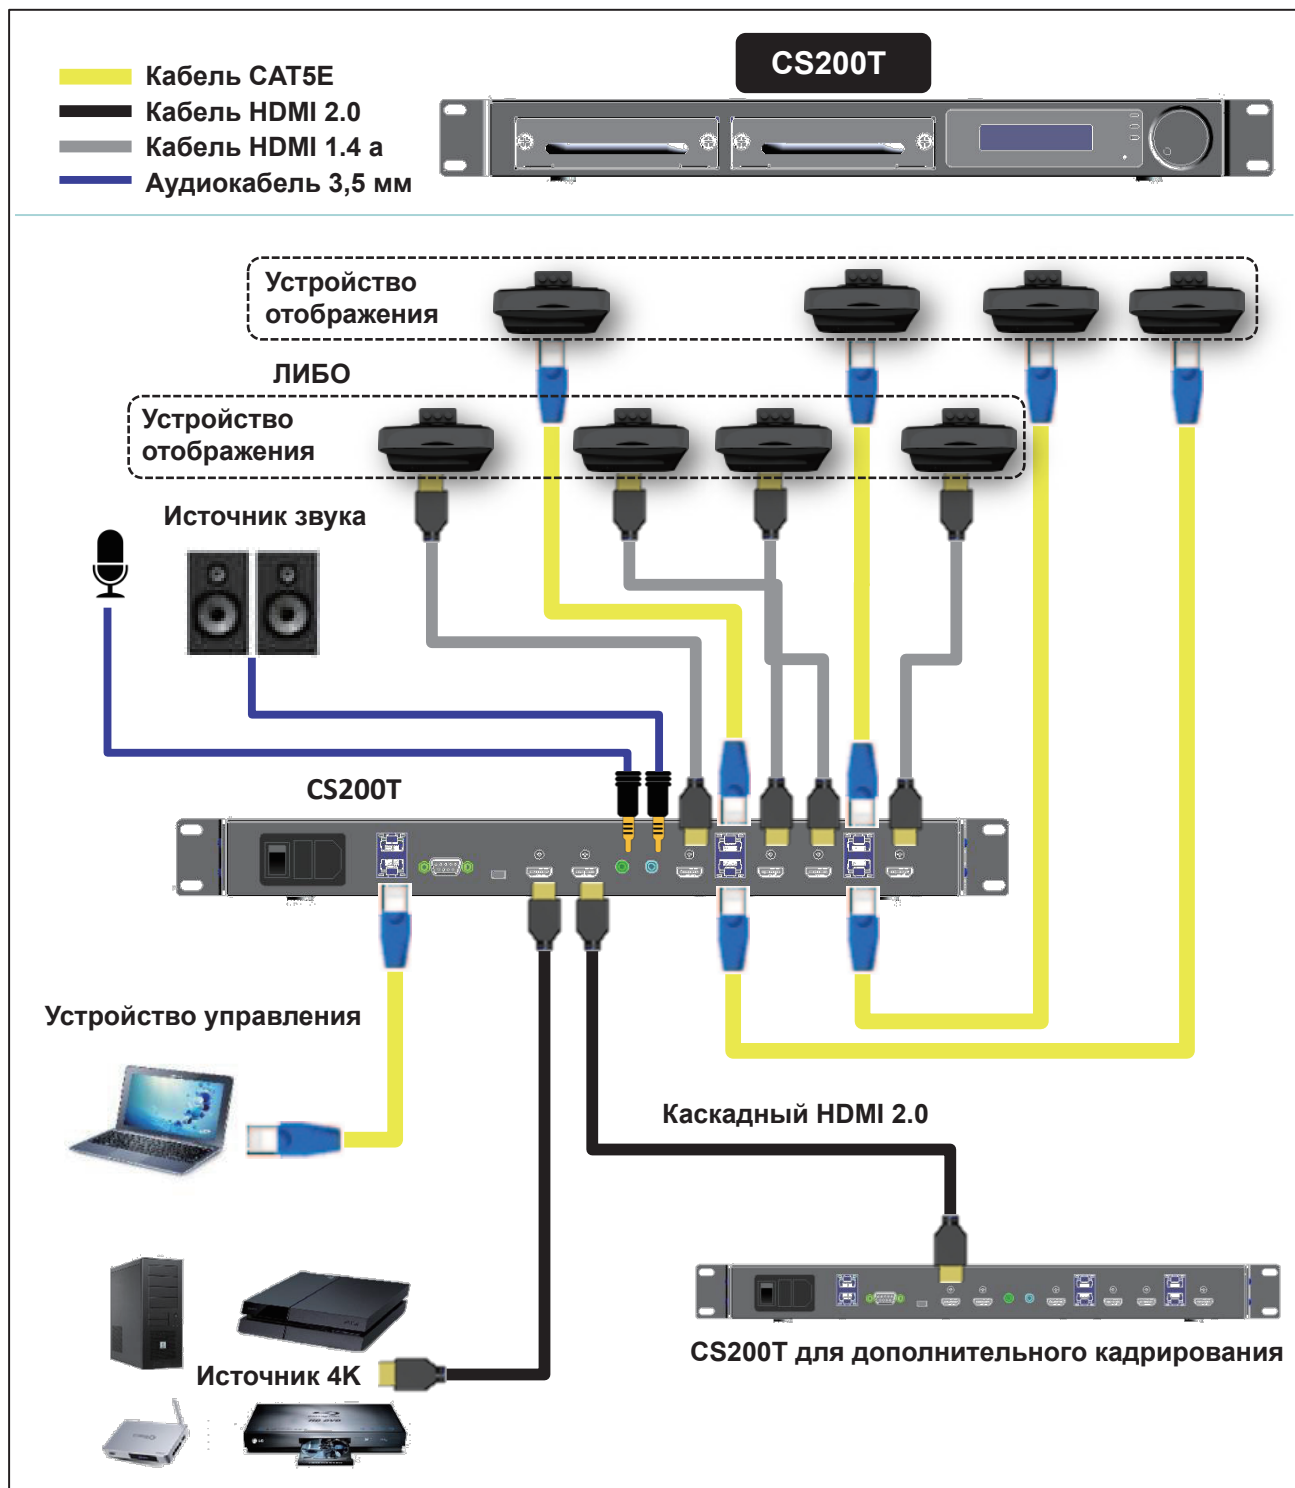 CS200T
Кабель CAT5E
Кабель HDMI 2.0
Кабель HDMI 1.4 a
Аудиокабель 3,5 мм
Устройство
отображения
ЛИБО
Устройство
отображения
Источник звука
CS200T
Устройство управления
Каскадный HDMI 2.0
Источник 4K
CS200T для дополнительного кадрирования